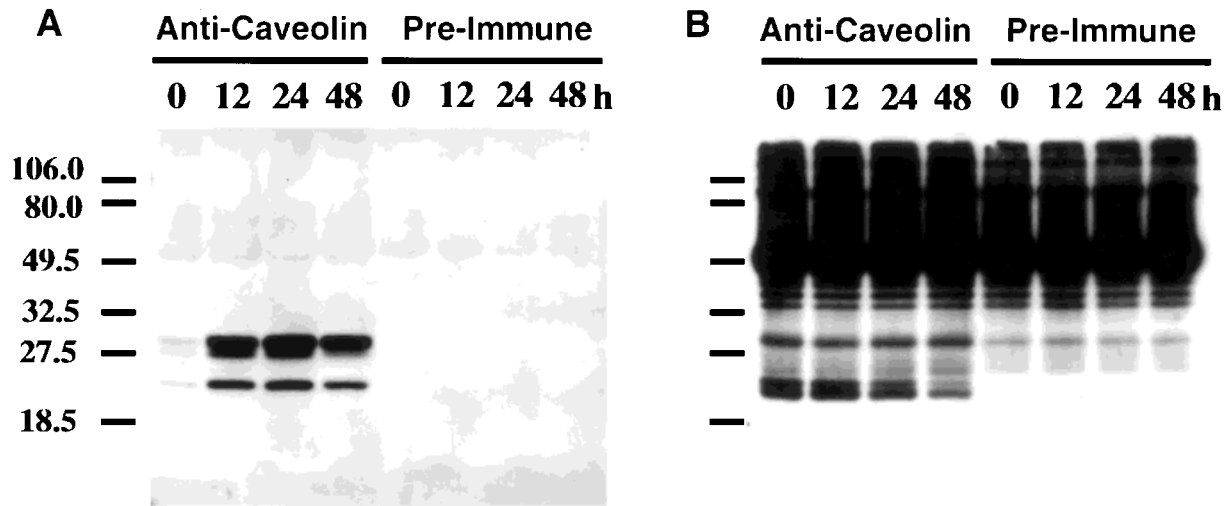 A
Anti-Caveolin Pre-Immune
0 12 24 48 0 12 24 48 h
106.0
80.0
49.5
32.5
27.5
18.5
B
Anti-Caveolin Pre-Immune
0 12 24 48 0 12 24 48 h